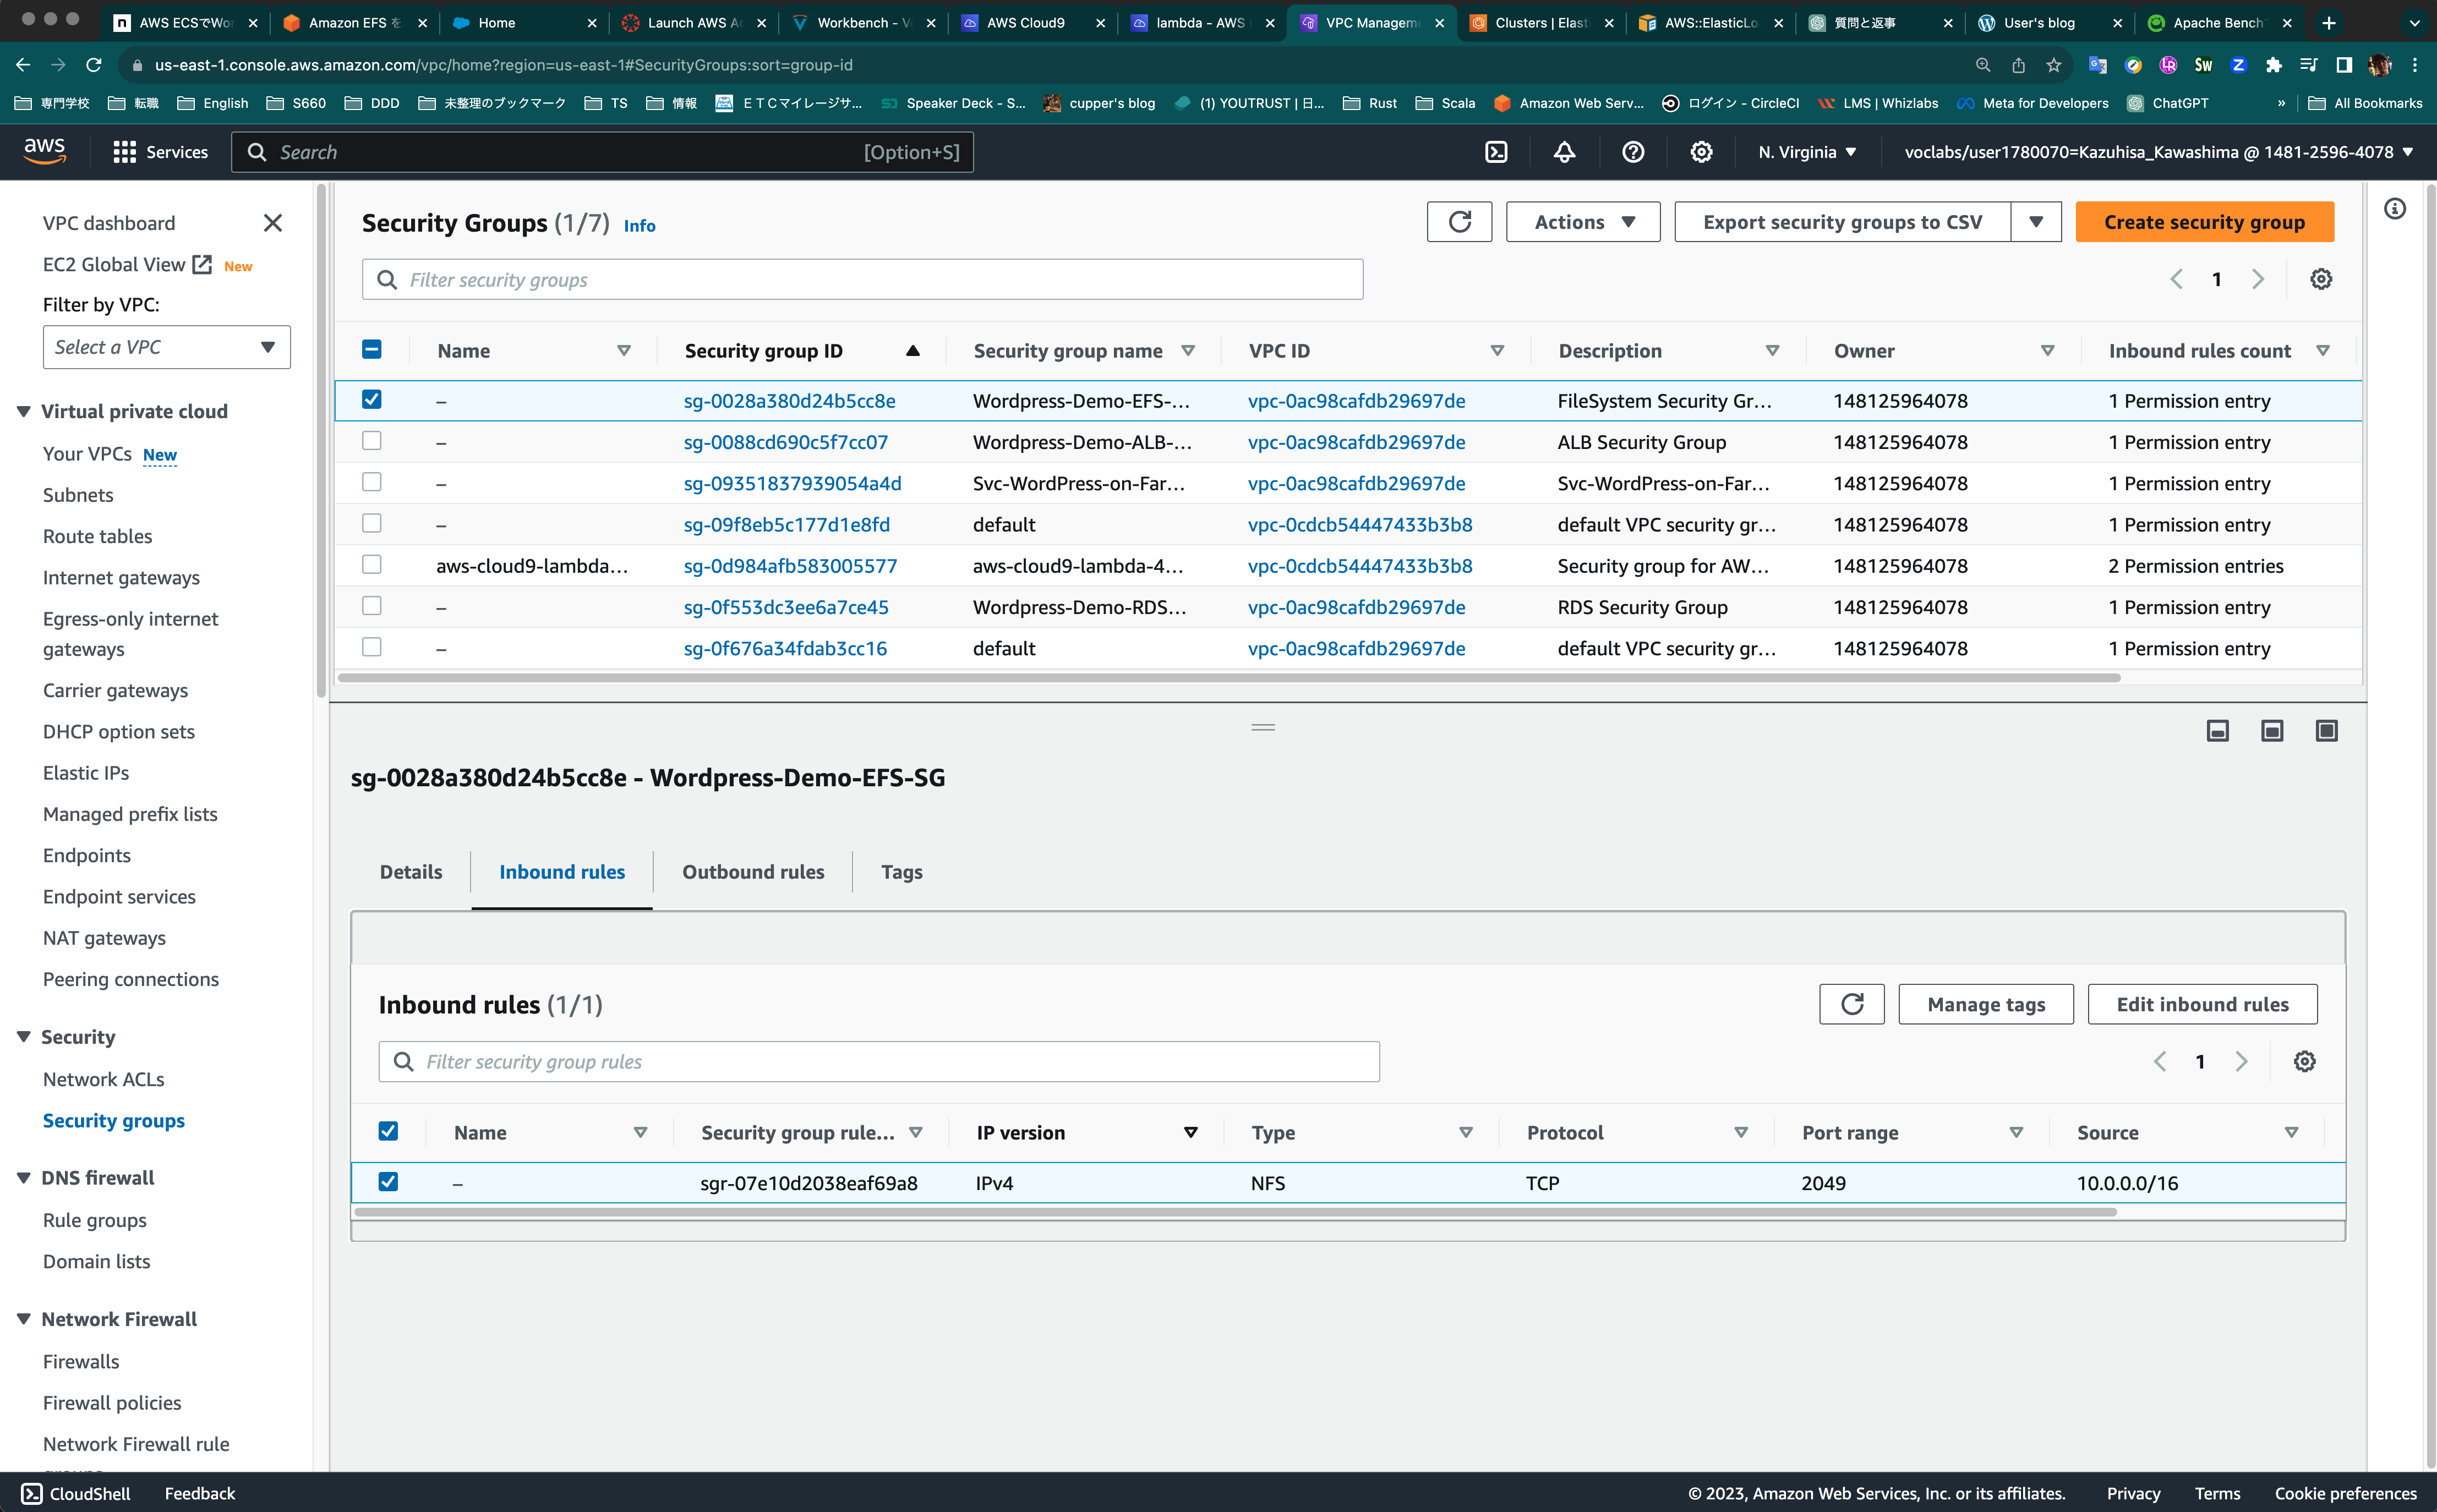 AWS ECSでWor
Amazon EFS を
Home
Launch AWS Ac
Workbench - Vo
AWS Cloud9
lambda - AWS C
VPC Managem
Clusters | Elasti
AWS::ElasticLo
質問と返事
User's blog
Apache Bench
us-east-1.console.aws.amazon.com/vpc/home?region=us-east-1#SecurityGroups:sort=group-id
専門学校 転職 English S660 DDD 未整理のブックマーク TS 情報 ＥＴＣマイレージサ... Speaker Deck - S... cupper's blog (1) YOUTRUST | 日... Rust Scala Amazon Web Serv... ログイン - CircleCI LMS | Whizlabs Meta for Developers ChatGPT » All Bookmarks
aws Services Search [Option+S] N. Virginia voclabs/user1780070=Kazuhisa_Kawashima @ 1481-2596-4078
VPC dashboard
EC2 Global View New
Filter by VPC:
Select a VPC
Virtual private cloud
Your VPCs New
Subnets
Route tables
Internet gateways
Egress-only internet
gateways
Carrier gateways
DHCP option sets
Elastic IPs
Managed prefix lists
Endpoints
Endpoint services
NAT gateways
Peering connections
Security
Network ACLs
Security groups
DNS firewall
Rule groups
Domain lists
Network Firewall
Firewalls
Firewall policies
Network Firewall rule
Security Groups (1/7) Info Actions Export security groups to CSV Create security group
Filter security groups 1
Name Security group ID Security group name VPC ID Description Owner Inbound rules count
– sg-0028a380d24b5cc8e Wordpress-Demo-EFS-... vpc-0ac98cafdb29697de FileSystem Security Gr... 148125964078 1 Permission entry
– sg-0088cd690c5f7cc07 Wordpress-Demo-ALB-... vpc-0ac98cafdb29697de ALB Security Group 148125964078 1 Permission entry
– sg-09351837939054a4d Svc-WordPress-on-Far... vpc-0ac98cafdb29697de Svc-WordPress-on-Far... 148125964078 1 Permission entry
– sg-09f8eb5c177d1e8fd default vpc-0cdcb54447433b3b8 default VPC security gr... 148125964078 1 Permission entry
aws-cloud9-lambda... sg-0d984afb583005577 aws-cloud9-lambda-4... vpc-0cdcb54447433b3b8 Security group for AW... 148125964078 2 Permission entries
– sg-0f553dc3ee6a7ce45 Wordpress-Demo-RDS... vpc-0ac98cafdb29697de RDS Security Group 148125964078 1 Permission entry
– sg-0f676a34fdab3cc16 default vpc-0ac98cafdb29697de default VPC security gr... 148125964078 1 Permission entry
sg-0028a380d24b5cc8e - Wordpress-Demo-EFS-SG
Details Inbound rules Outbound rules Tags
Inbound rules (1/1) Manage tags Edit inbound rules
Filter security group rules 1
Name Security group rule... IP version Type Protocol Port range Source
– sgr-07e10d2038eaf69a8 IPv4 NFS TCP 2049 10.0.0.0/16
CloudShell Feedback © 2023, Amazon Web Services, Inc. or its affiliates. Privacy Terms Cookie preferences